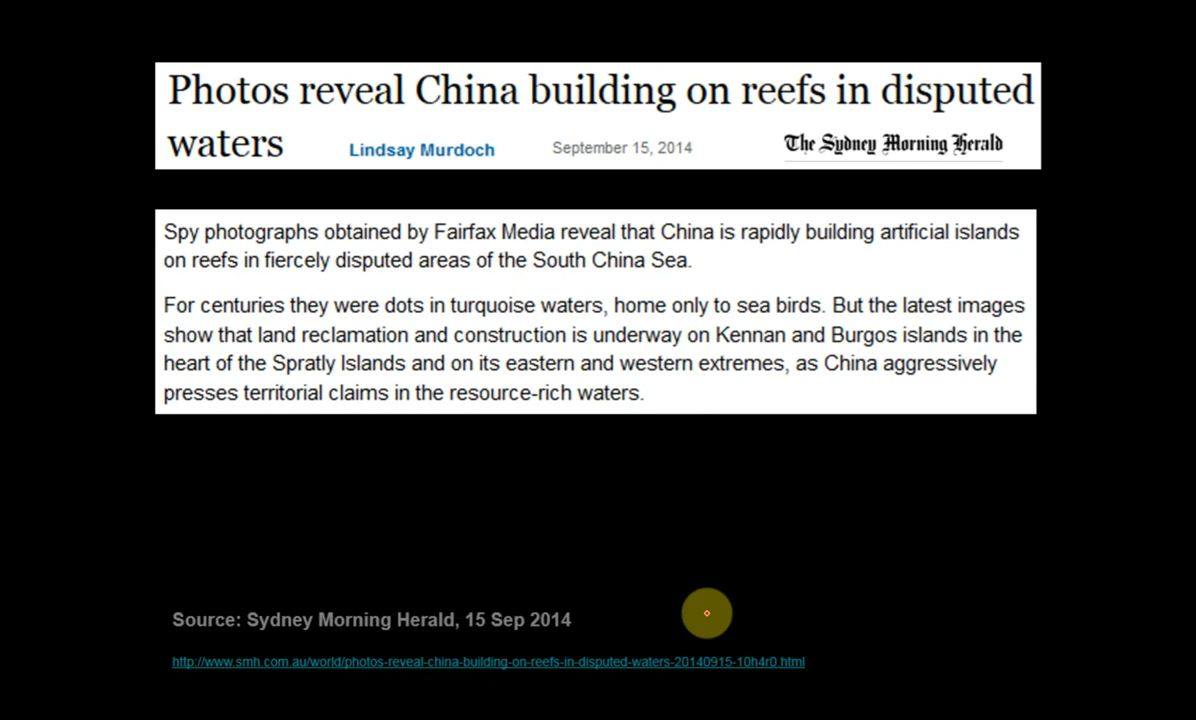 Photos reveal China building on reefs in disputed
waters
Lindsay Murdoch
September 15, 2014
The Sydney Morning Herald
Spy photographs obtained by Fairfax Media reveal that China is rapidly building artificial islands
on reefs in fiercely disputed areas of the South China Sea.
For centuries they were dots in turquoise waters, home only to sea birds. But the latest images
show that land reclamation and construction is underway on Kennan and Burgos islands in the
heart of the Spratly Islands and on its eastern and western extremes, as China aggressively
presses territorial claims in the resource-rich waters.
Source: Sydney Morning Herald, 15 Sep 2014
http://www.smh.com.au/world/photos-reveal-china-building-on-reefs-in-disputed-waters-20140915-10h4r0.html